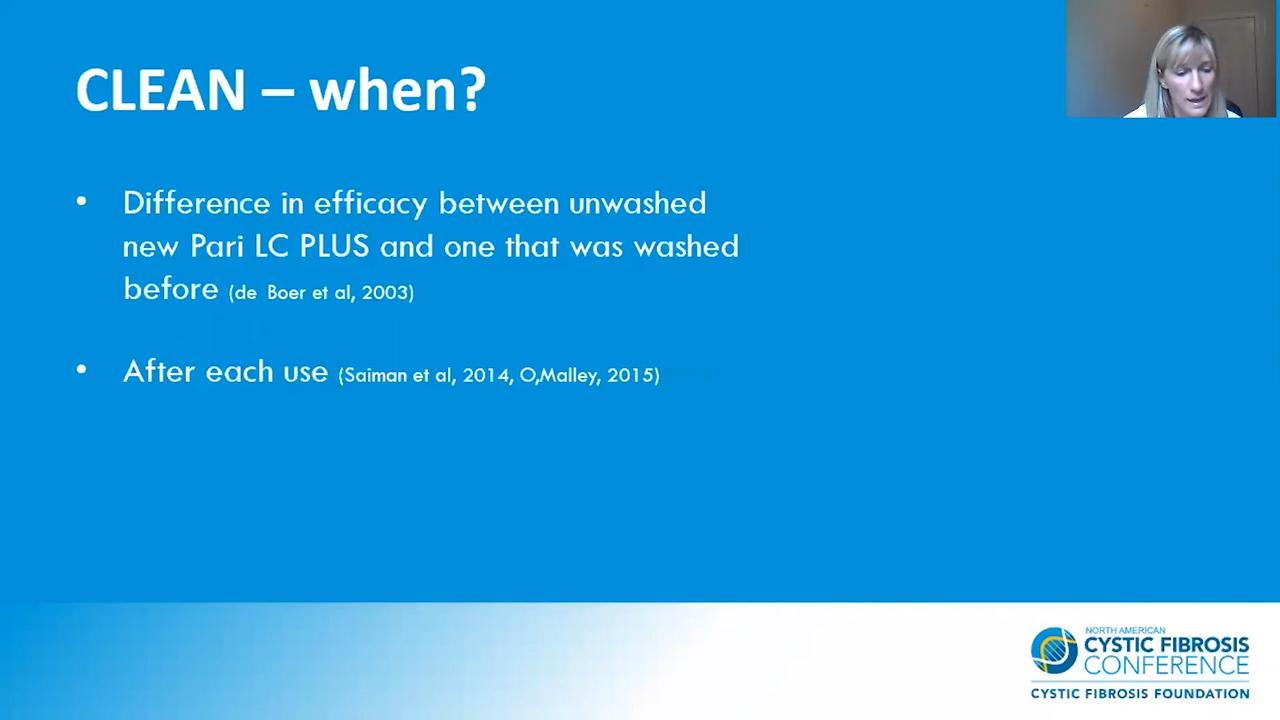 CLEAN – when?
• Difference in efficacy between unwashed
new Pari LC PLUS and one that was washed
before (de Boer et al, 2003)
• After each use (Saiman et al, 2014, O,Malley, 2015)
NORTH AMERICAN
CYSTIC FIBROSIS
CONFERENCE
CYSTIC FIBROSIS FOUNDATION